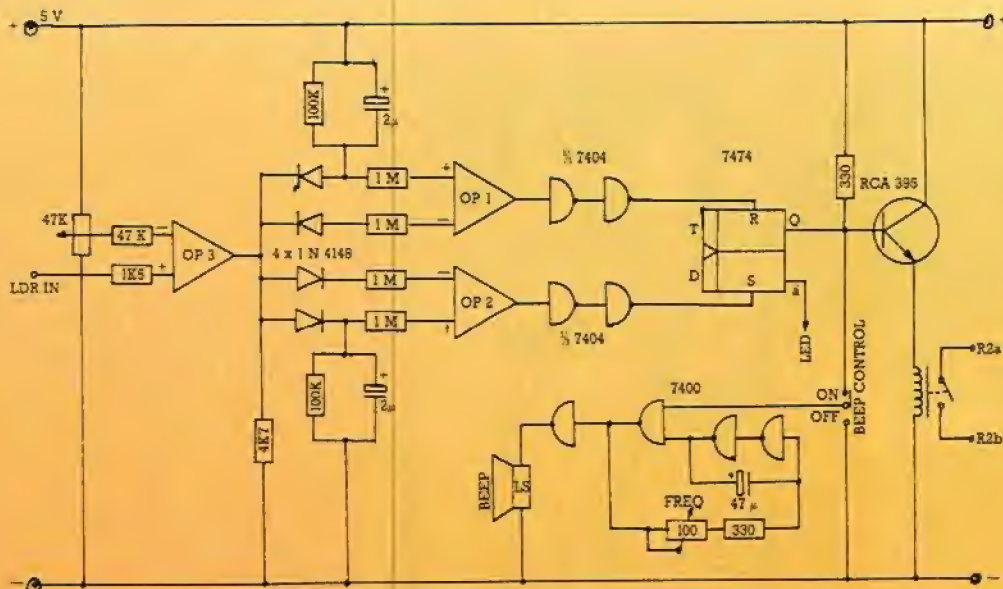 + 5 V +
100K
+
2μ
½ 7404
7474
330
RCA 395
1 M
+
OP 1
1 M
−
R
Q
T
D
S
47K
47 K
−
OP 3
4 x 1 N 4148
1K5
+
LDR IN
1 M
−
OP 2
1 M
+
½ 7404
LED
100K
+
2μ
4K7
7400
ON
OFF
BEEP CONTROL
R2a
R2b
BEEP
LS
+
47 μ
FREQ
100
330
−
−